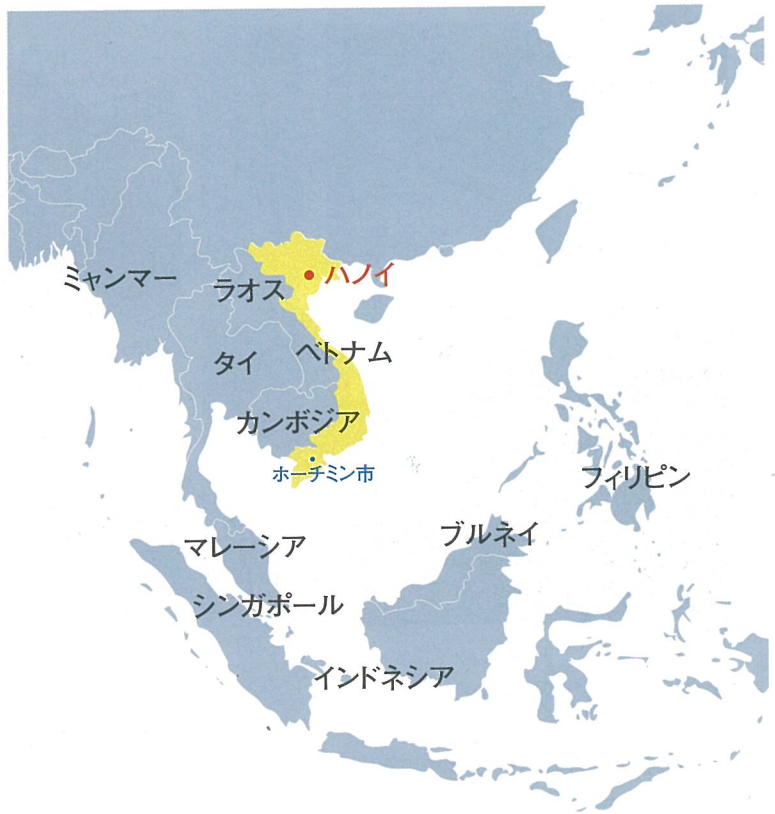 ミャンマー
ハノイ
ラオス
ベトナム
タイ
カンボジア
ホーチミン市
フィリピン
ブルネイ
マレーシア
シンガポール
インドネシア